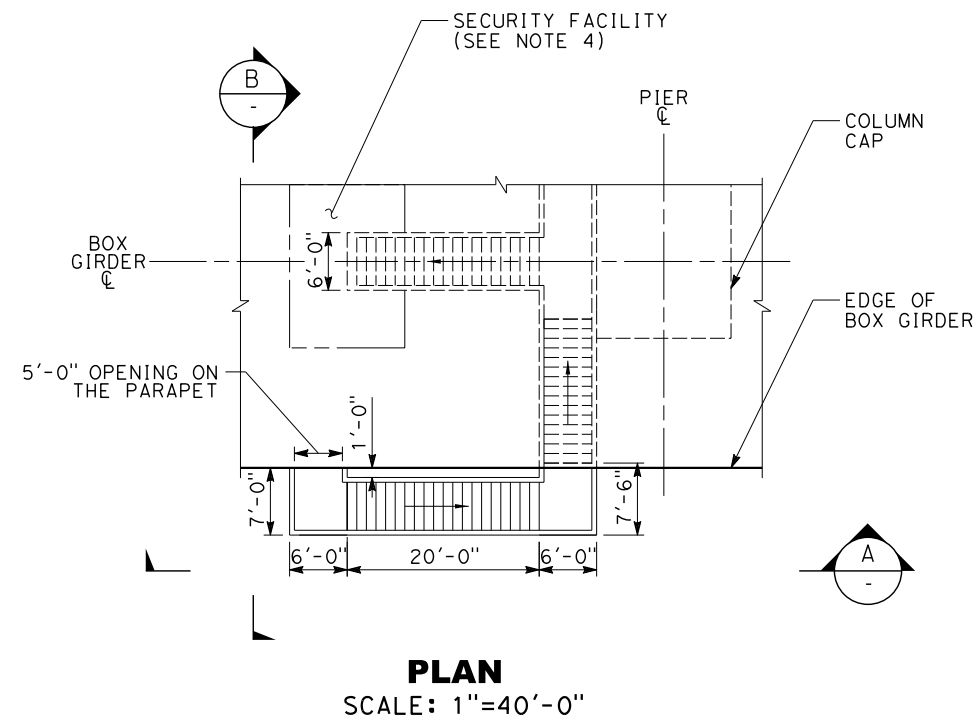 SECURITY FACILITY
(SEE NOTE 4)
B
-
PIER
℄
COLUMN
CAP
BOX
GIRDER
℄
6'-0"
EDGE OF
BOX GIRDER
5'-0" OPENING ON
THE PARAPET
1'-0"
7'-0"
7'-6"
6'-0"
20'-0"
6'-0"
A
-
PLAN
SCALE: 1"=40'-0"